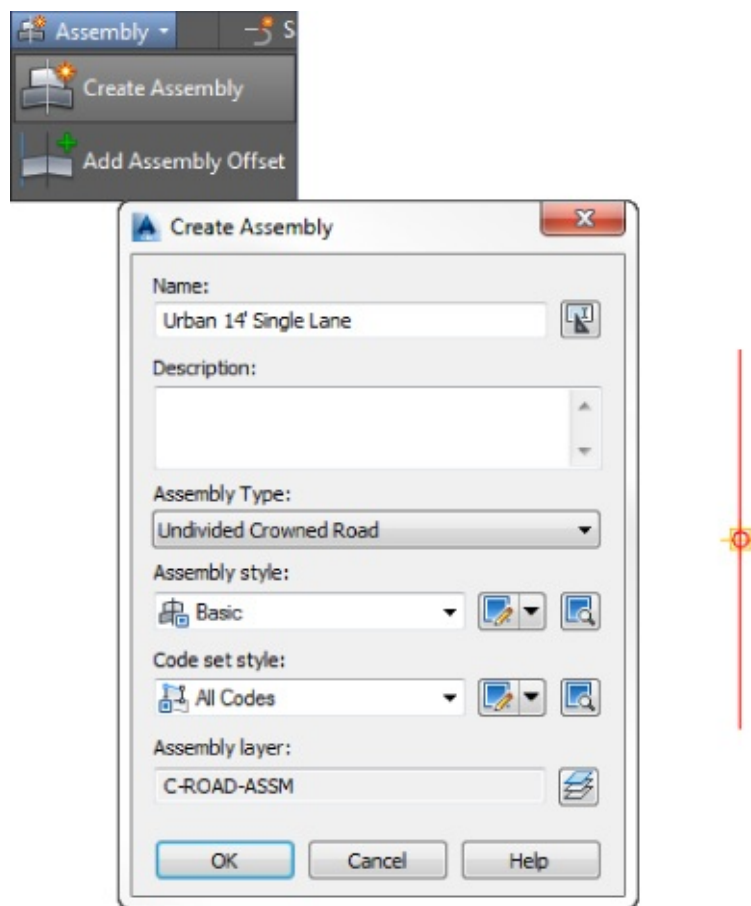 Assembly
S
Create Assembly
Add Assembly Offset
Create Assembly
Name:
Urban 14' Single Lane
Description:
Assembly Type:
Undivided Crowned Road
Assembly style:
Basic
Code set style:
All Codes
Assembly layer:
C-ROAD-ASSM
OK Cancel Help